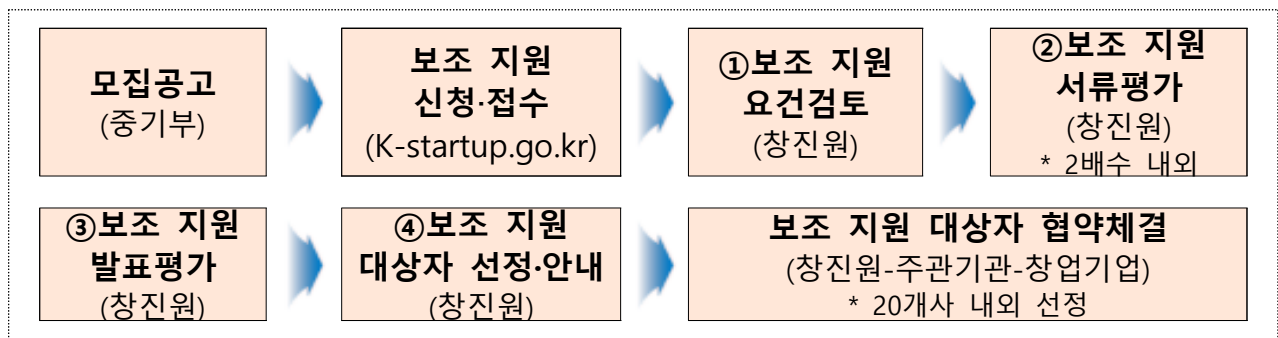 모집공고
(중기부)
보조 지원
신청·접수
(K-startup.go.kr)
①보조 지원
요건검토
(창진원)
②보조 지원
서류평가
(창진원)
* 2배수 내외
③보조 지원
발표평가
(창진원)
④보조 지원
대상자 선정·안내
(창진원)
보조 지원 대상자 협약체결
(창진원-주관기관-창업기업)
* 20개사 내외 선정